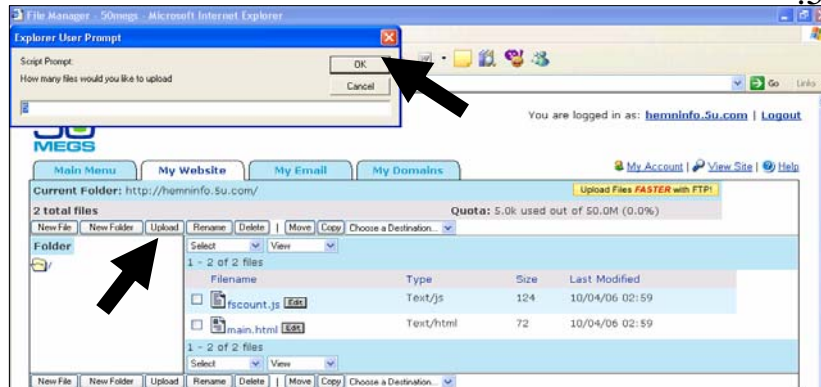 File Manager - 50megs - Microsoft Internet Explorer
Explorer User Prompt
Script Prompt:
How many files would you like to upload
OK
Cancel
2
Go Links
You are logged in as: hemninfo.5u.com | Logout
MEGS
Main Menu My Website My Email My Domains
My Account | View Site | Help
Current Folder: http://hemninfo.5u.com/
Upload Files FASTER with FTP!
2 total files Quota: 5.0k used out of 50.0M (0.0%)
New File New Folder Upload Rename Delete | Move Copy Choose a Destination...
Folder Select View
/ 1 - 2 of 2 files
Filename Type Size Last Modified
fscount.js Edit Text/js 124 10/04/06 02:59
main.html Edit Text/html 72 10/04/06 02:59
1 - 2 of 2 files
Select View
New File New Folder Upload Rename Delete | Move Copy Choose a Destination...